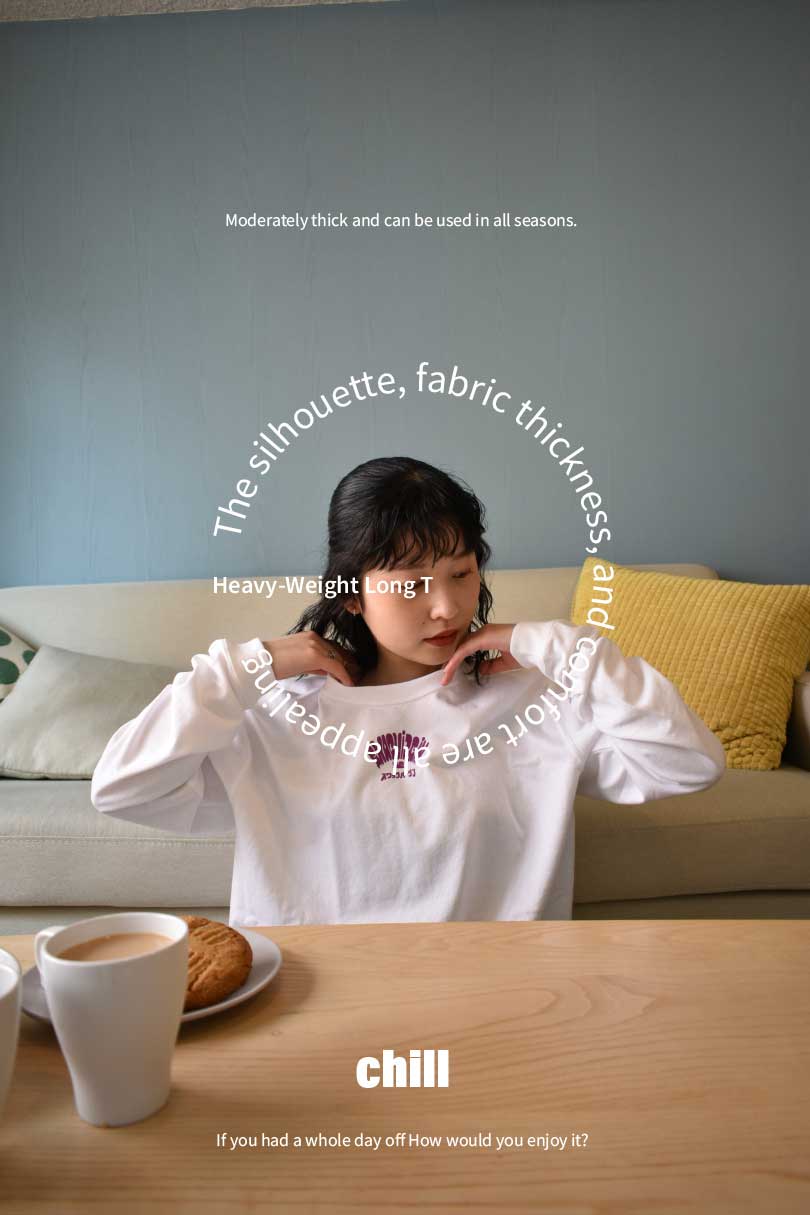 Moderately thick and can be used in all seasons.
The silhouette, fabric thickness, and comfort are all appealing
Heavy-Weight Long T
chill
If you had a whole day off How would you enjoy it?